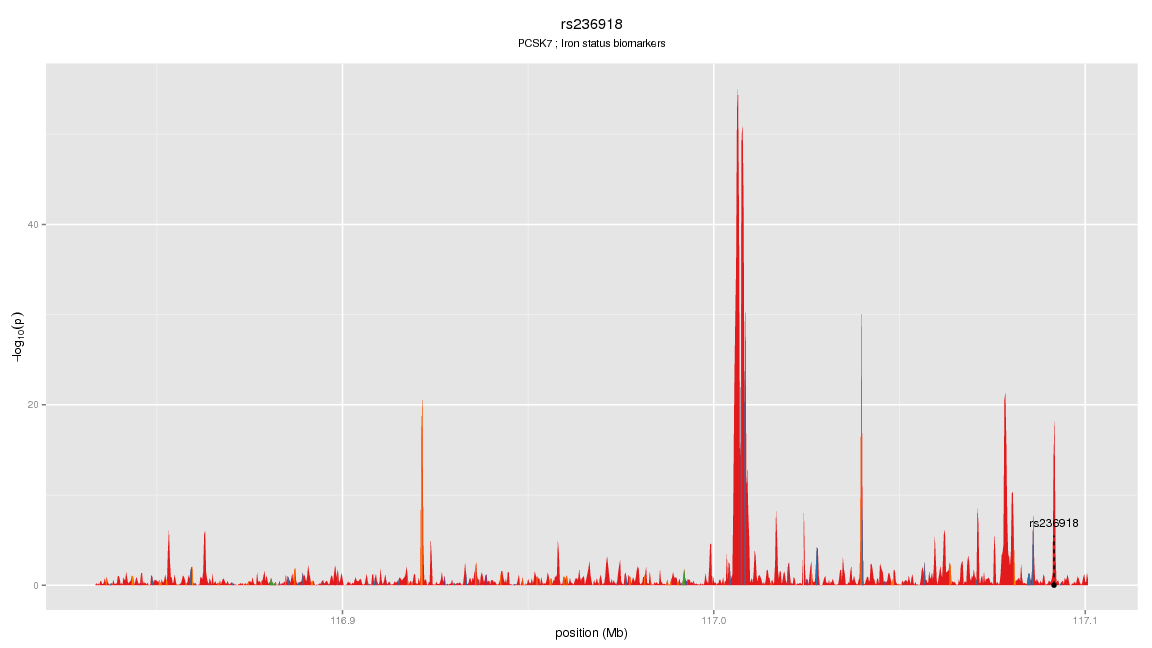 rs236918
PCSK7 ; Iron status biomarkers
40
20
0
−log10(p)
rs236918
116.9
117.0
117.1
position (Mb)